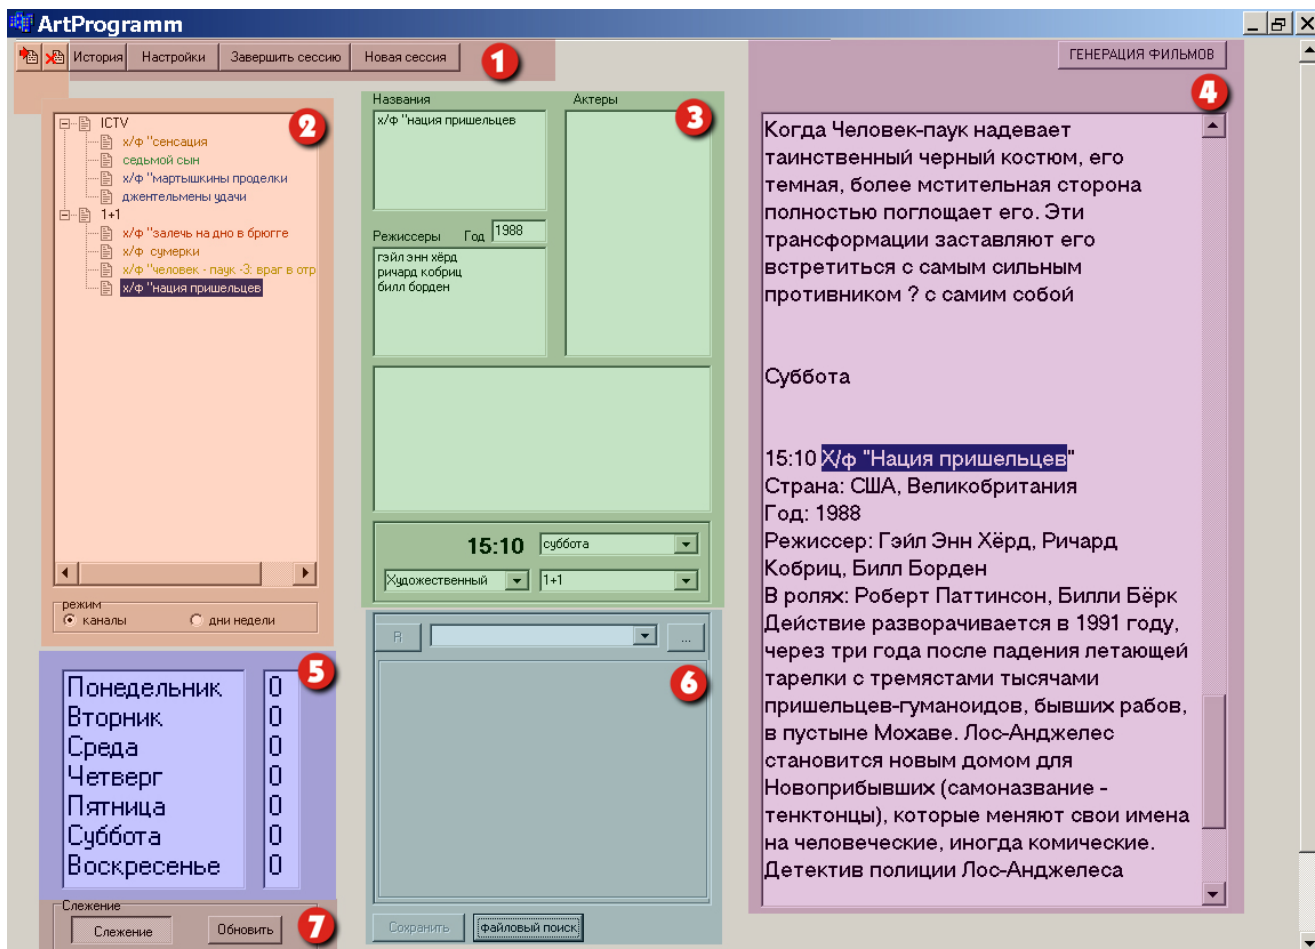 ArtProgramm
История Настройки Завершить сессию Новая сессия 1
2
ICTV
х/ф "сенсация
седьмой сын
х/ф "мартышкины проделки
джентельмены удачи
1+1
х/ф "залечь на дно в брюгге
х/ф сумерки
х/ф "человек - паук -3: враг в отр
х/ф "нация пришельцев
режим
каналы дни недели
Названия Актеры
3
х/ф "нация пришельцев
Режиссеры Год 1988
гэйл энн хёрд
ричард кобриц
билл борден
15:10 суббота
Художественный 1+1
ГЕНЕРАЦИЯ ФИЛЬМОВ
4
Когда Человек-паук надевает
таинственный черный костюм, его
темная, более мстительная сторона
полностью поглощает его. Эти
трансформации заставляют его
встретиться с самым сильным
противником ? с самим собой
Суббота
15:10 Х/ф "Нация пришельцев"
Страна: США, Великобритания
Год: 1988
Режиссер: Гэйл Энн Хёрд, Ричард
Кобриц, Билл Борден
В ролях: Роберт Паттинсон, Билли Бёрк
Действие разворачивается в 1991 году,
через три года после падения летающей
тарелки с тремястами тысячами
пришельцев-гуманоидов, бывших рабов,
в пустыне Мохаве. Лос-Анджелес
становится новым домом для
Новоприбывших (самоназвание -
тенктонцы), которые меняют свои имена
на человеческие, иногда комические.
Детектив полиции Лос-Анджелеса
5
Понедельник 0
Вторник 0
Среда 0
Четверг 0
Пятница 0
Суббота 0
Воскресенье 0
R ...
6
Сохранить файловый поиск
Слежение
Слежение Обновить 7